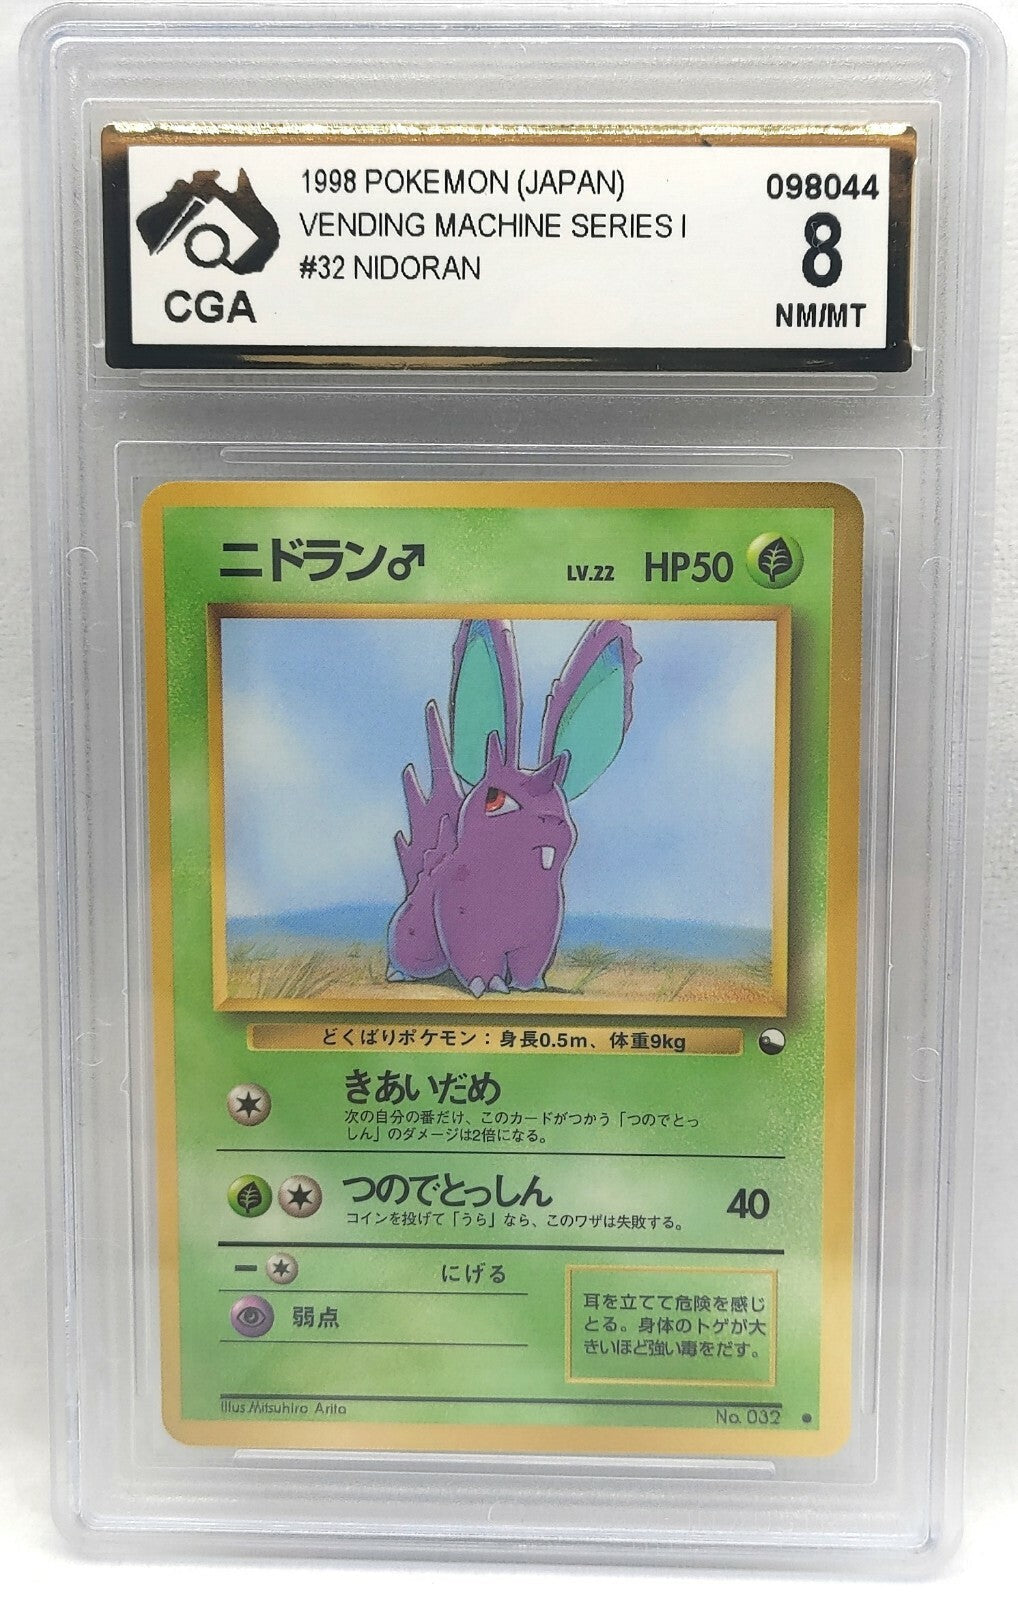 1998 POKEMON (JAPAN)
098044
VENDING MACHINE SERIES I
8
#32 NIDORAN
NM/MT
CGA
ニドラン♂
LV.22 HP50
どくばりポケモン：身長0.5m、体重9kg
きあいだめ
次の自分の番だけ、このカードがつかう「つのでとっ
しん」のダメージは2倍になる。
つのでとっしん
40
コインを投げて「うら」なら、このワザは失敗する。
にげる
弱点
耳を立てて危険を感じ
とる。身体のトゲが大
きいほど強い毒をだす。
Illus.Mitsuhiro Arita
No. 032